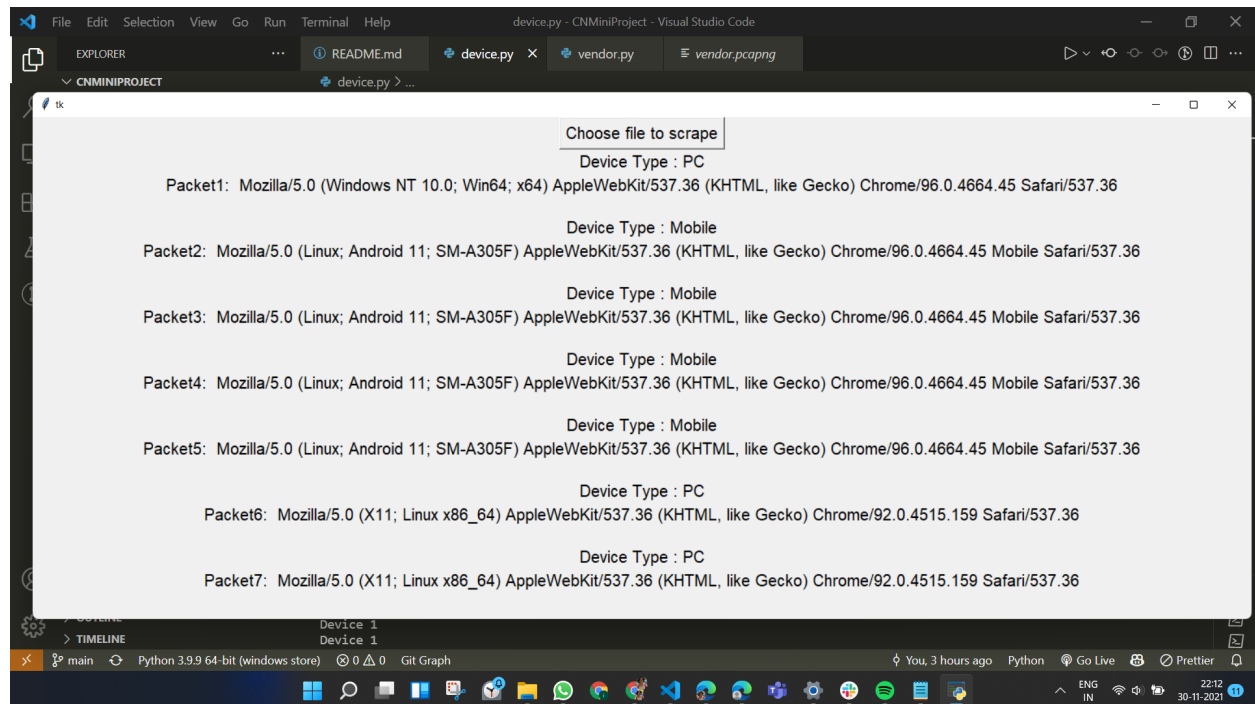 File Edit Selection View Go Run Terminal Help device.py - CNMiniProject - Visual Studio Code
EXPLORER ... README.md device.py vendor.py vendor.pcapng
CNMINIPROJECT device.py > ...
tk
Choose file to scrape
Device Type : PC
Packet1: Mozilla/5.0 (Windows NT 10.0; Win64; x64) AppleWebKit/537.36 (KHTML, like Gecko) Chrome/96.0.4664.45 Safari/537.36
Device Type : Mobile
Packet2: Mozilla/5.0 (Linux; Android 11; SM-A305F) AppleWebKit/537.36 (KHTML, like Gecko) Chrome/96.0.4664.45 Mobile Safari/537.36
Device Type : Mobile
Packet3: Mozilla/5.0 (Linux; Android 11; SM-A305F) AppleWebKit/537.36 (KHTML, like Gecko) Chrome/96.0.4664.45 Mobile Safari/537.36
Device Type : Mobile
Packet4: Mozilla/5.0 (Linux; Android 11; SM-A305F) AppleWebKit/537.36 (KHTML, like Gecko) Chrome/96.0.4664.45 Mobile Safari/537.36
Device Type : Mobile
Packet5: Mozilla/5.0 (Linux; Android 11; SM-A305F) AppleWebKit/537.36 (KHTML, like Gecko) Chrome/96.0.4664.45 Mobile Safari/537.36
Device Type : PC
Packet6: Mozilla/5.0 (X11; Linux x86_64) AppleWebKit/537.36 (KHTML, like Gecko) Chrome/92.0.4515.159 Safari/537.36
Device Type : PC
Packet7: Mozilla/5.0 (X11; Linux x86_64) AppleWebKit/537.36 (KHTML, like Gecko) Chrome/92.0.4515.159 Safari/537.36
OUTLINE Device 1
TIMELINE Device 1
main Python 3.9.9 64-bit (windows store) 0 0 Git Graph You, 3 hours ago Python Go Live Prettier
ENG 22:12
IN 30-11-2021 11